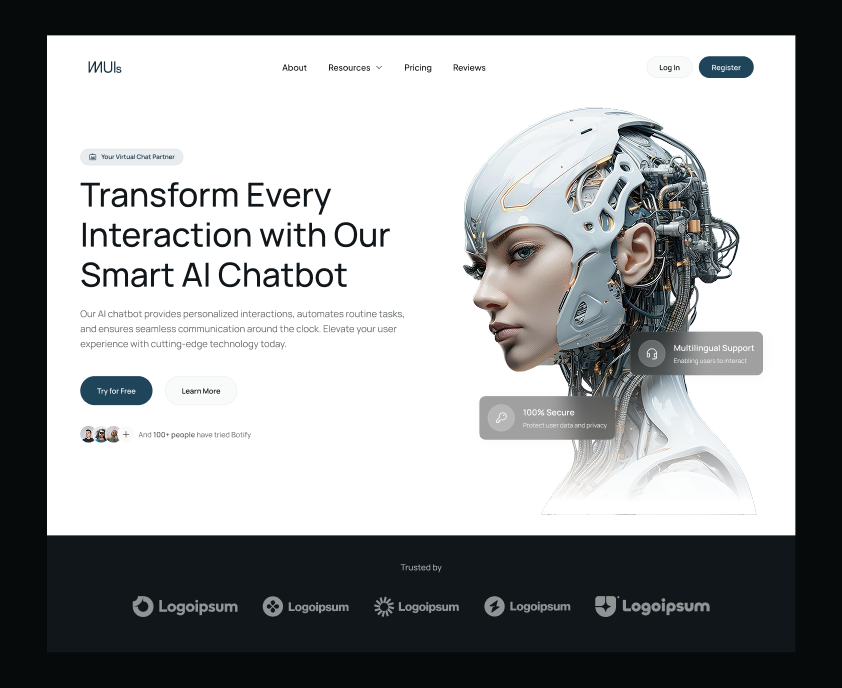 MUIs
About
Resources
Pricing
Reviews
Log In
Register
Your Virtual Chat Partner
Transform Every
Interaction with Our
Smart AI Chatbot
Our AI chatbot provides personalized interactions, automates routine tasks,
and ensures seamless communication around the clock. Elevate your user
experience with cutting-edge technology today.
Try for Free
Learn More
And 100+ people have tried Botify
Multilingual Support
Enabling users to interact
100% Secure
Protect user data and privacy
Trusted by
Logoipsum
Logoipsum
Logoipsum
Logoipsum
Logoipsum